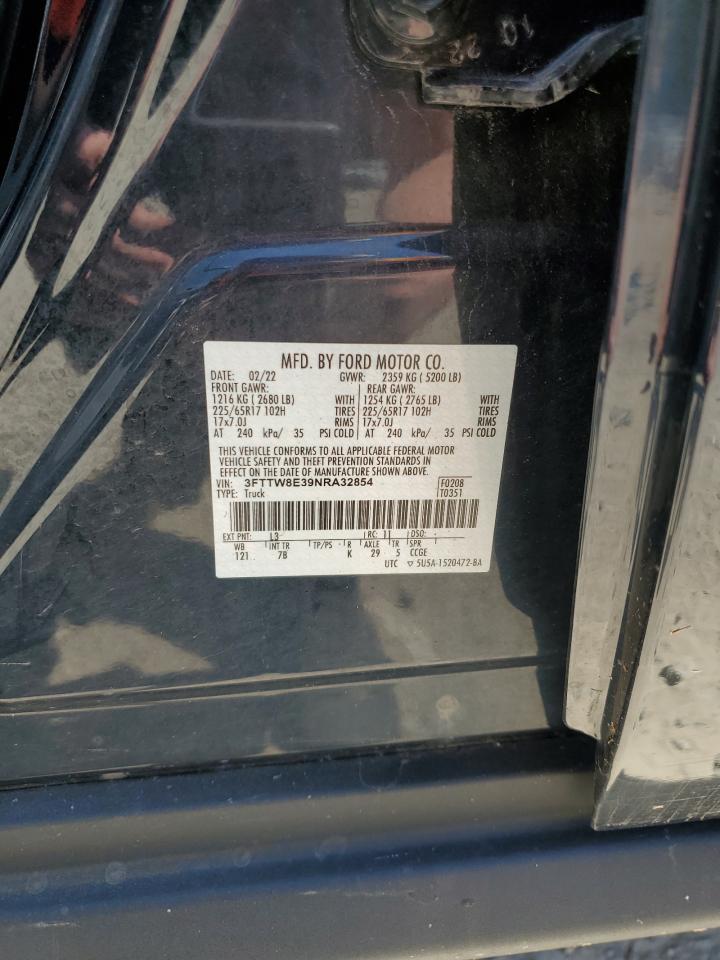 10 22
MFD. BY FORD MOTOR CO.
DATE: 02/22 GVWR: 2359 KG ( 5200 LB)
FRONT GAWR: REAR GAWR:
1216 KG ( 2680 LB) WITH 1254 KG ( 2765 LB) WITH
225/65R17 102H TIRES 225/65R17 102H TIRES
17x7.0J RIMS 17x7.0J RIMS
AT 240 kPa/ 35 PSI COLD AT 240 kPa/ 35 PSI COLD
THIS VEHICLE CONFORMS TO ALL APPLICABLE FEDERAL MOTOR
VEHICLE SAFETY AND THEFT PREVENTION STANDARDS IN
EFFECT ON THE DATE OF MANUFACTURE SHOWN ABOVE.
VIN: 3FTTW8E39NRA32854 F0208
TYPE: Truck T0351
EXT PNT: L3 RC: 11 DSO:
WB INT TR TP/PS R AXLE TR SPR
121 7B K 29 5 CCGE
UTC ▽ 5U5A-1520472-BA